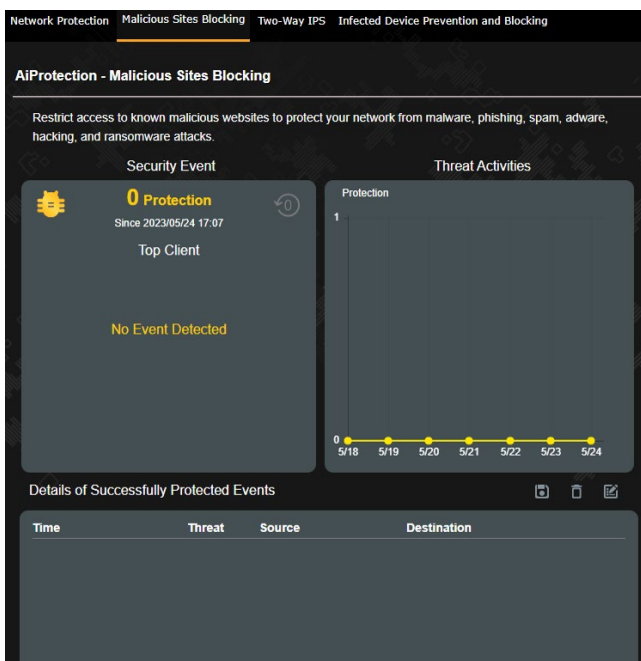 Network Protection Malicious Sites Blocking Two-Way IPS Infected Device Prevention and Blocking
AiProtection - Malicious Sites Blocking
Restrict access to known malicious websites to protect your network from malware, phishing, spam, adware,
hacking, and ransomware attacks.
Security Event
0 Protection
0
Since 2023/05/24 17:07
Top Client
No Event Detected
Threat Activities
Protection
1
0
5/18 5/19 5/20 5/21 5/22 5/23 5/24
Details of Successfully Protected Events
Time Threat Source Destination